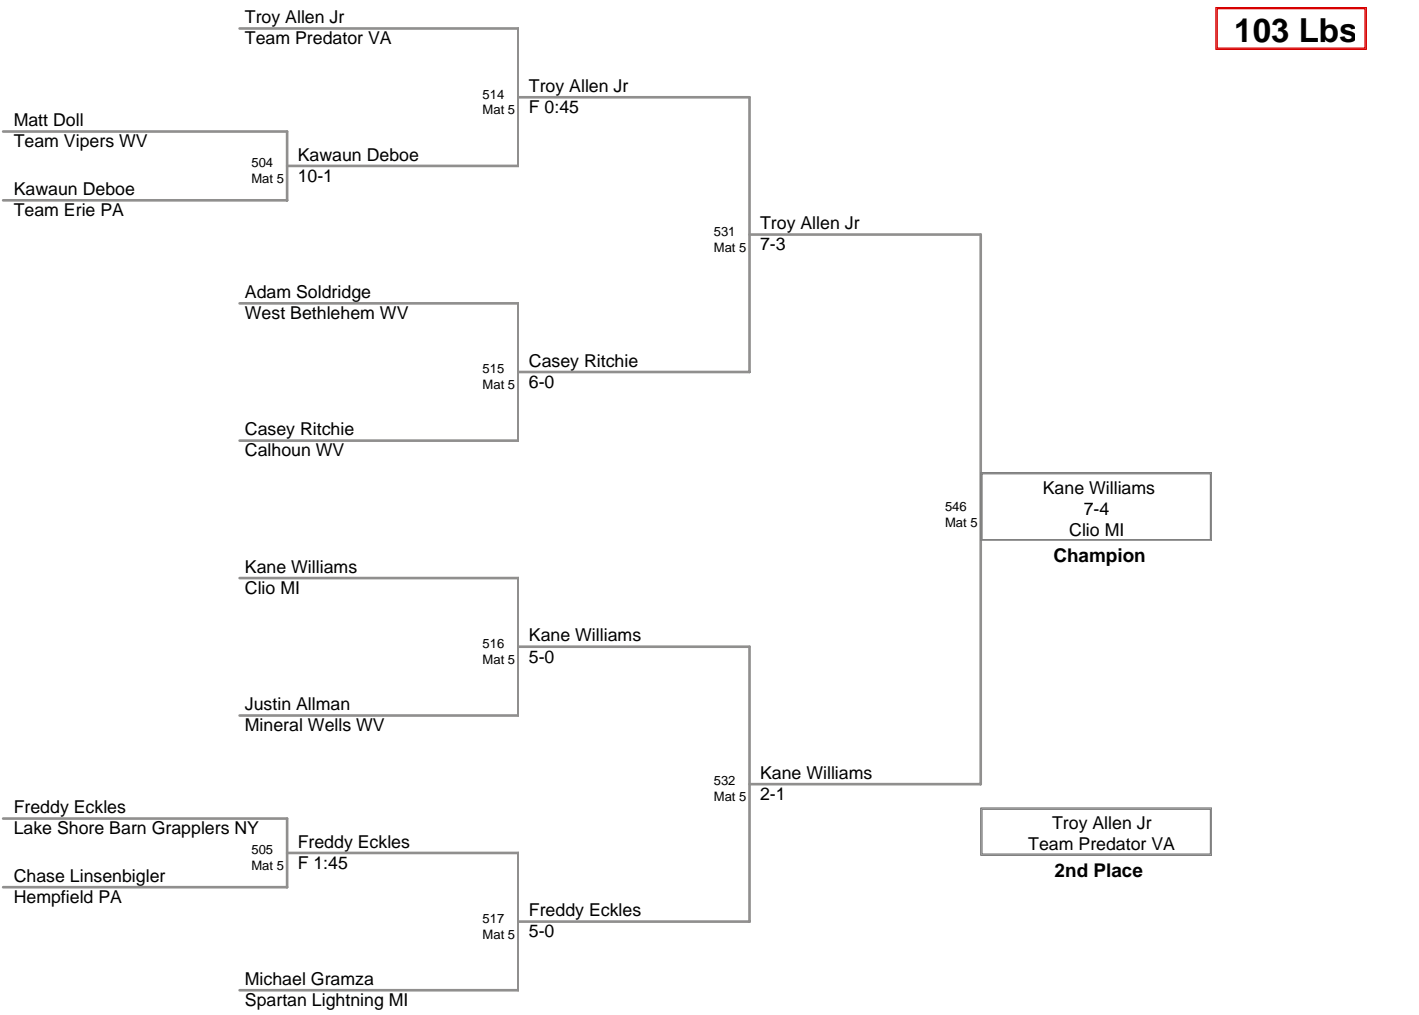 103 Lbs
Troy Allen Jr
Team Predator VA
514
Mat 5
Troy Allen Jr
F 0:45
Matt Doll
Team Vipers WV
504
Mat 5
Kawaun Deboe
10-1
Kawaun Deboe
Team Erie PA
531
Mat 5
Troy Allen Jr
7-3
Adam Soldridge
West Bethlehem WV
515
Mat 5
Casey Ritchie
6-0
Casey Ritchie
Calhoun WV
546
Mat 5
Kane Williams
7-4
Clio MI
Champion
Kane Williams
Clio MI
516
Mat 5
Kane Williams
5-0
Justin Allman
Mineral Wells WV
532
Mat 5
Kane Williams
2-1
Freddy Eckles
Lake Shore Barn Grapplers NY
505
Mat 5
Freddy Eckles
F 1:45
Chase Linsenbigler
Hempfield PA
Troy Allen Jr
Team Predator VA
2nd Place
517
Mat 5
Freddy Eckles
5-0
Michael Gramza
Spartan Lightning MI